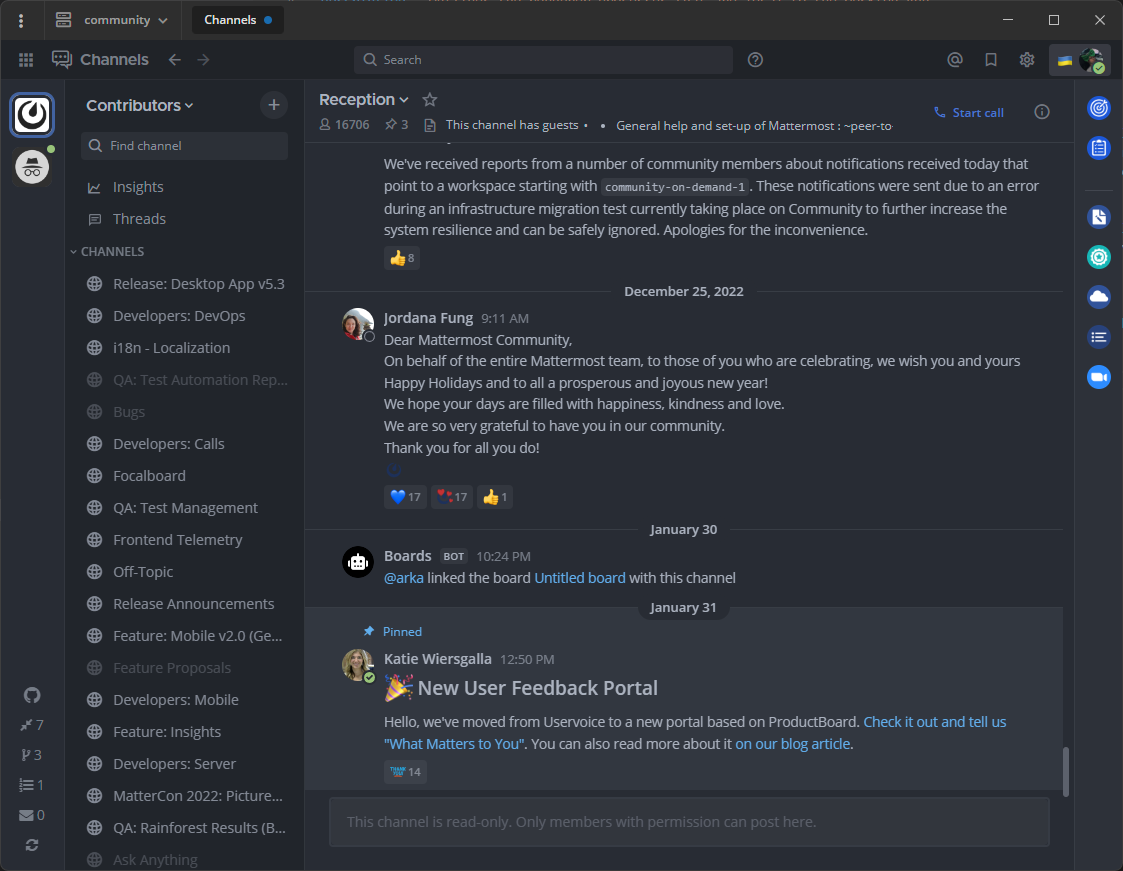 community
Channels
Channels
Search
Contributors
Find channel
Insights
Threads
CHANNELS
Release: Desktop App v5.3
Developers: DevOps
i18n - Localization
QA: Test Automation Rep...
Bugs
Developers: Calls
Focalboard
QA: Test Management
Frontend Telemetry
Off-Topic
Release Announcements
Feature: Mobile v2.0 (Ge...
Feature Proposals
Developers: Mobile
Feature: Insights
Developers: Server
MatterCon 2022: Picture...
QA: Rainforest Results (B...
Ask Anything
7
3
1
0
Reception
16706 3 This channel has guests • • General help and set-up of Mattermost : ~peer-to
Start call
We've received reports from a number of community members about notifications received today that
point to a workspace starting with community-on-demand-1. These notifications were sent due to an error
during an infrastructure migration test currently taking place on Community to further increase the
system resilience and can be safely ignored. Apologies for the inconvenience.
8
December 25, 2022
Jordana Fung 9:11 AM
Dear Mattermost Community,
On behalf of the entire Mattermost team, to those of you who are celebrating, we wish you and yours
Happy Holidays and to all a prosperous and joyous new year!
We hope your days are filled with happiness, kindness and love.
We are so very grateful to have you in our community.
Thank you for all you do!
17 17 1
January 30
Boards BOT 10:24 PM
@arka linked the board Untitled board with this channel
January 31
Pinned
Katie Wiersgalla 12:50 PM
New User Feedback Portal
Hello, we've moved from Uservoice to a new portal based on ProductBoard. Check it out and tell us
"What Matters to You". You can also read more about it on our blog article.
14
This channel is read-only. Only members with permission can post here.